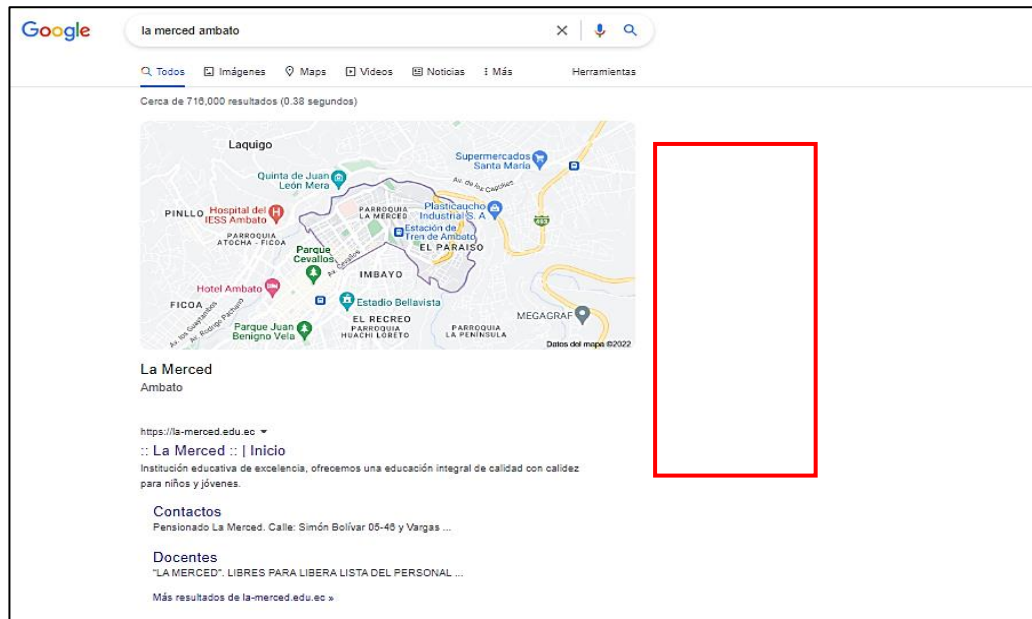 Google
la merced ambato
Todos Imágenes Maps Videos Noticias Más Herramientas
Cerca de 716,000 resultados (0.38 segundos)
Laquigo
Supermercados
Santa María
Quinta de Juan
León Mera
Av. de los Capulíes
PINLLO
Hospital del
IESS Ambato
PARROQUIA
LA MERCED
Plasticaucho
Industrial S. A
PARROQUIA
ATOCHA - FICOA
Estación de
Tren de Ambato
Parque
Cevallos
EL PARAISO
Av. Cevallos
IMBAYO
Hotel Ambato
FICOA
Estadio Bellavista
Av. los Guaytambos
Av. Rodrigo Pachano
EL RECREO
MEGAGRAF
Parque Juan
Benigno Vela
PARROQUIA
HUACHI LORETO
PARROQUIA
LA PENÍNSULA
Datos del mapa ©2022
La Merced
Ambato
https://la-merced.edu.ec
:: La Merced :: | Inicio
Institución educativa de excelencia, ofrecemos una educación integral de calidad con calidez
para niños y jóvenes.
Contactos
Pensionado La Merced. Calle: Simón Bolívar 05-46 y Vargas ...
Docentes
"LA MERCED". LIBRES PARA LIBERA LISTA DEL PERSONAL ...
Más resultados de la-merced.edu.ec »